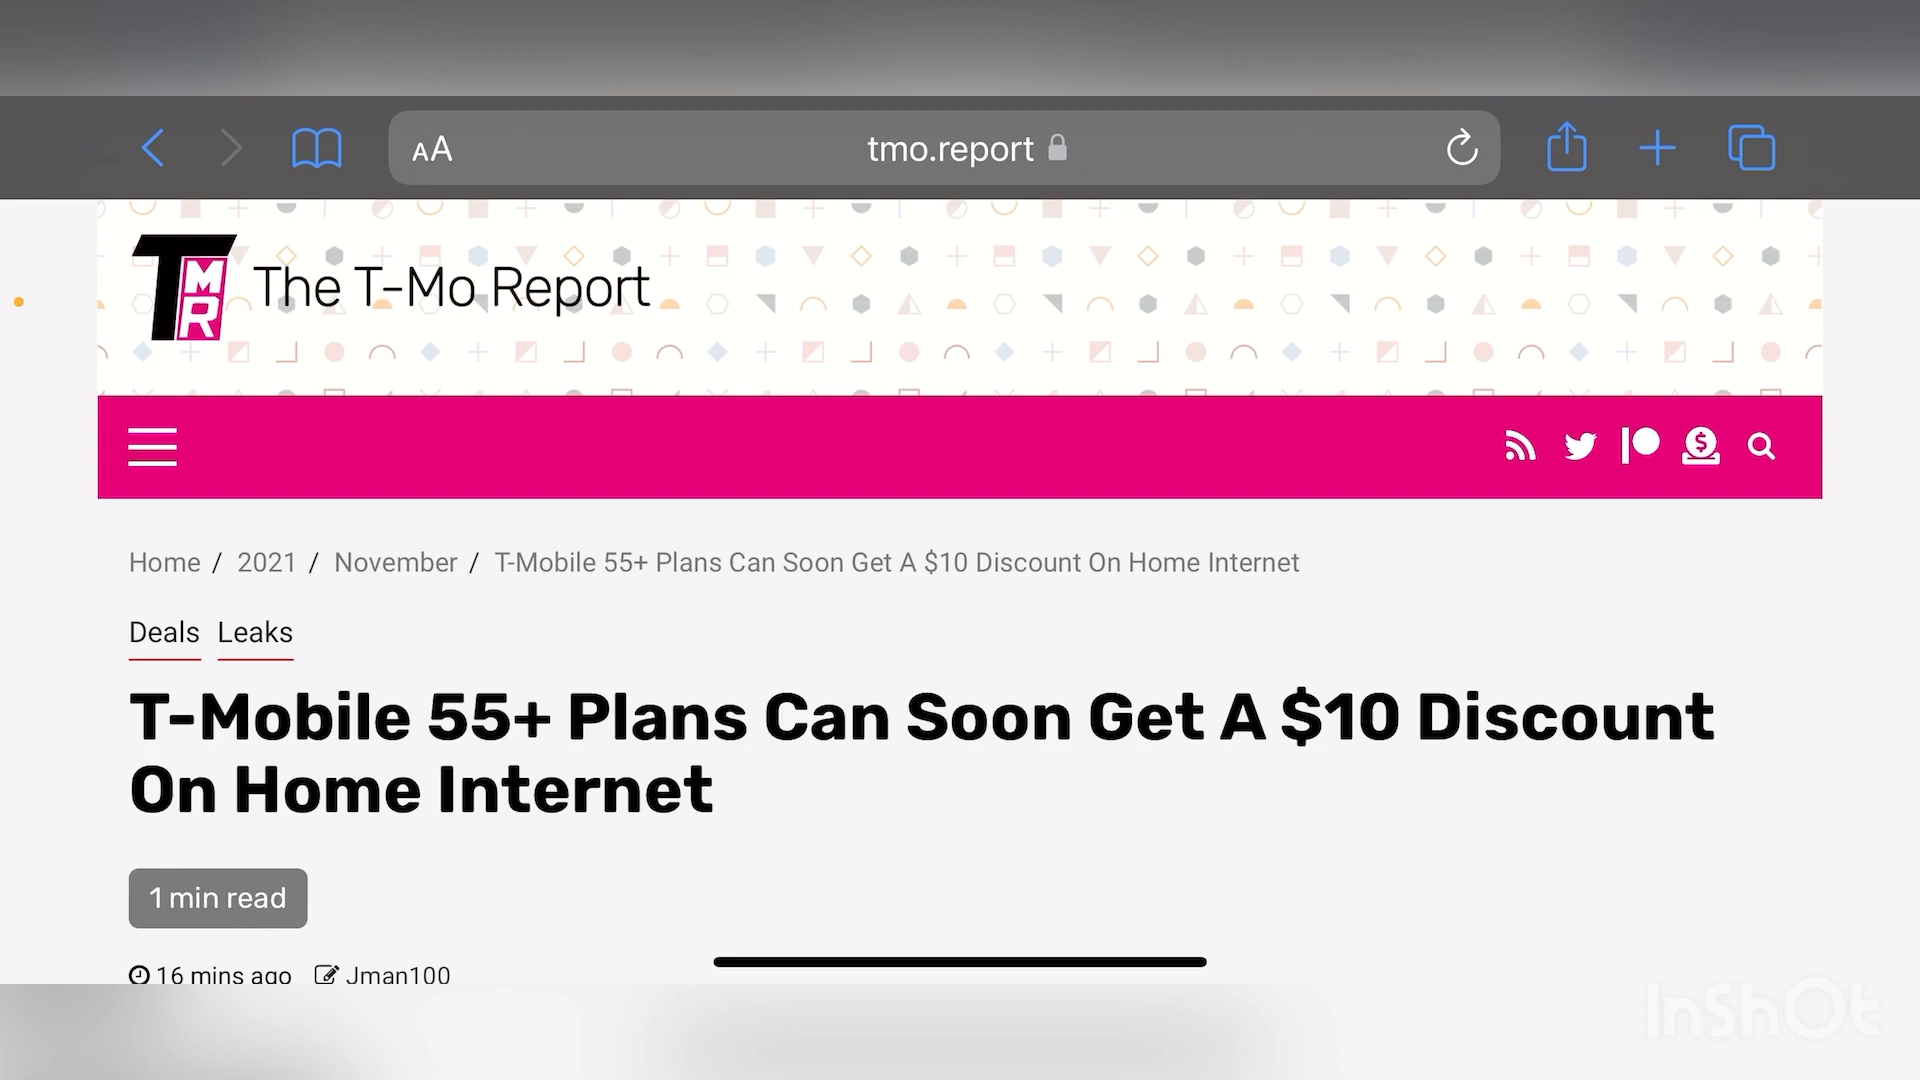 AA
tmo.report
TMR
The T-Mo Report
Home / 2021 / November / T-Mobile 55+ Plans Can Soon Get A $10 Discount On Home Internet
Deals Leaks
T-Mobile 55+ Plans Can Soon Get A $10 Discount
On Home Internet
1 min read
16 mins ago Jman100
InShOt